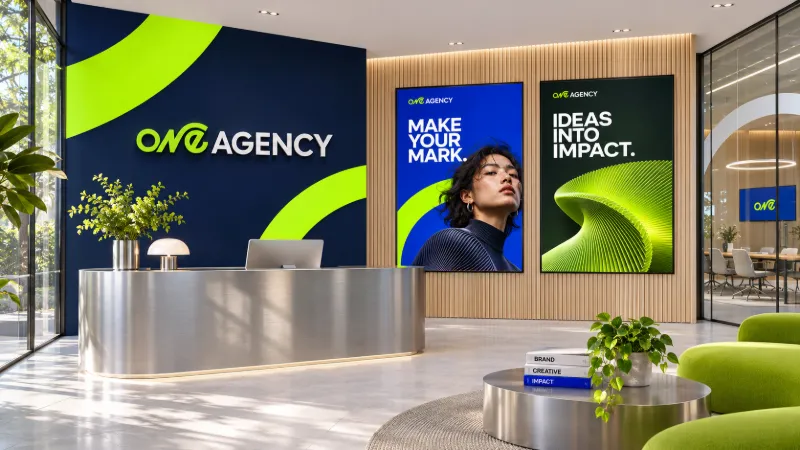 ONE AGENCY
ONE AGENCY
MAKE
YOUR
MARK.
ONE AGENCY
IDEAS
INTO
IMPACT.
ONE
BRAND
CREATIVE
IMPACT